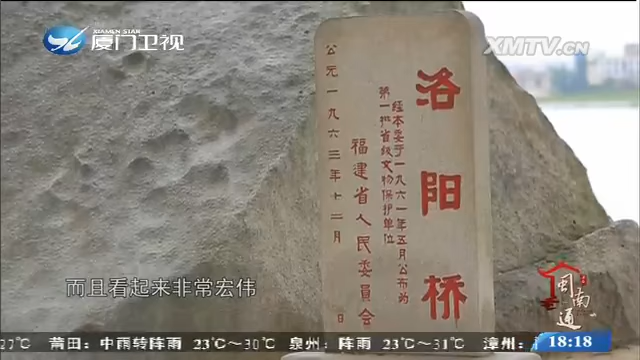 XIAMEN STAR
厦门卫视
XMTV.CN
洛阳桥
经本委于一九六一年五月公布的
第一批省级文物保护单位
福建省人民委員会
公元一九六三年十二月 日
而且看起来非常宏伟
闽南通
27℃ 莆田：中雨转阵雨 23℃～30℃ 泉州：阵雨 23℃～31℃ 漳州：
18:18